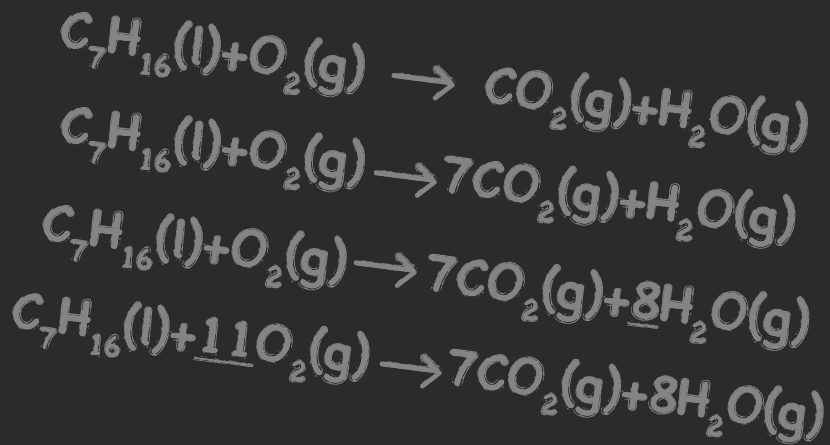 C₇H₁₆(l)+O₂(g) → CO₂(g)+H₂O(g)
C₇H₁₆(l)+O₂(g) → 7CO₂(g)+H₂O(g)
C₇H₁₆(l)+O₂(g) → 7CO₂(g)+8H₂O(g)
C₇H₁₆(l)+11O₂(g) → 7CO₂(g)+8H₂O(g)